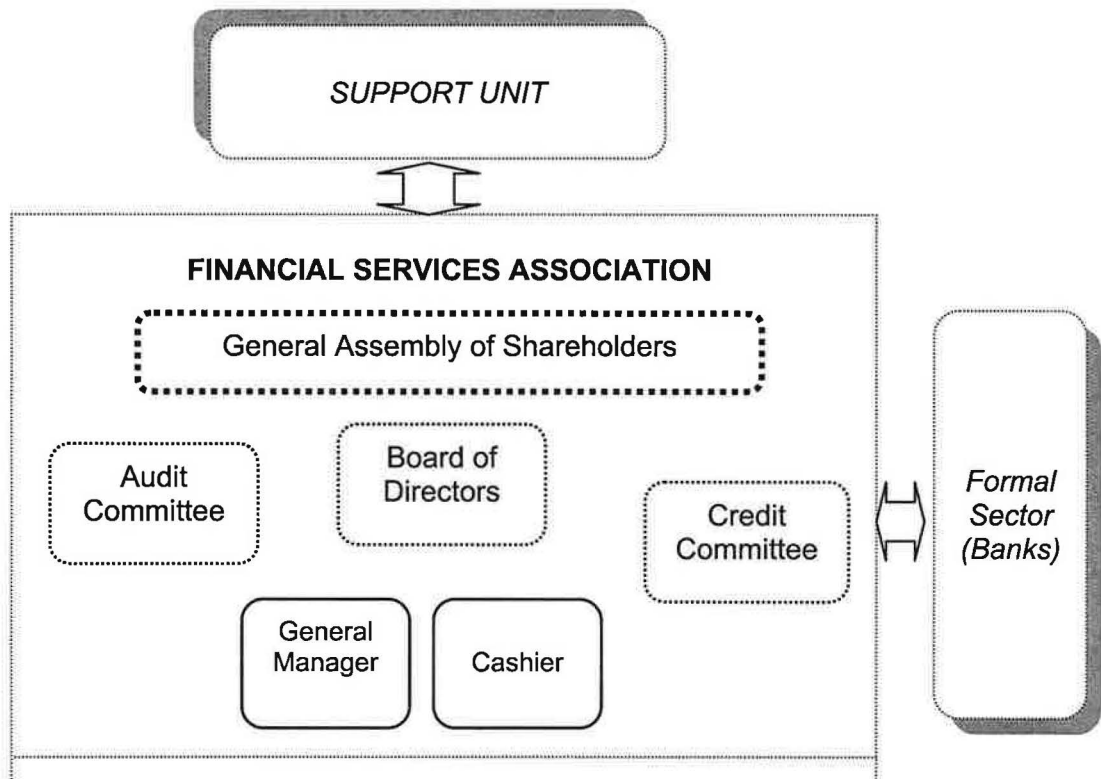 SUPPORT UNIT
FINANCIAL SERVICES ASSOCIATION
General Assembly of Shareholders
Audit
Committee
Board of
Directors
Credit
Committee
General
Manager
Cashier
Formal
Sector
(Banks)